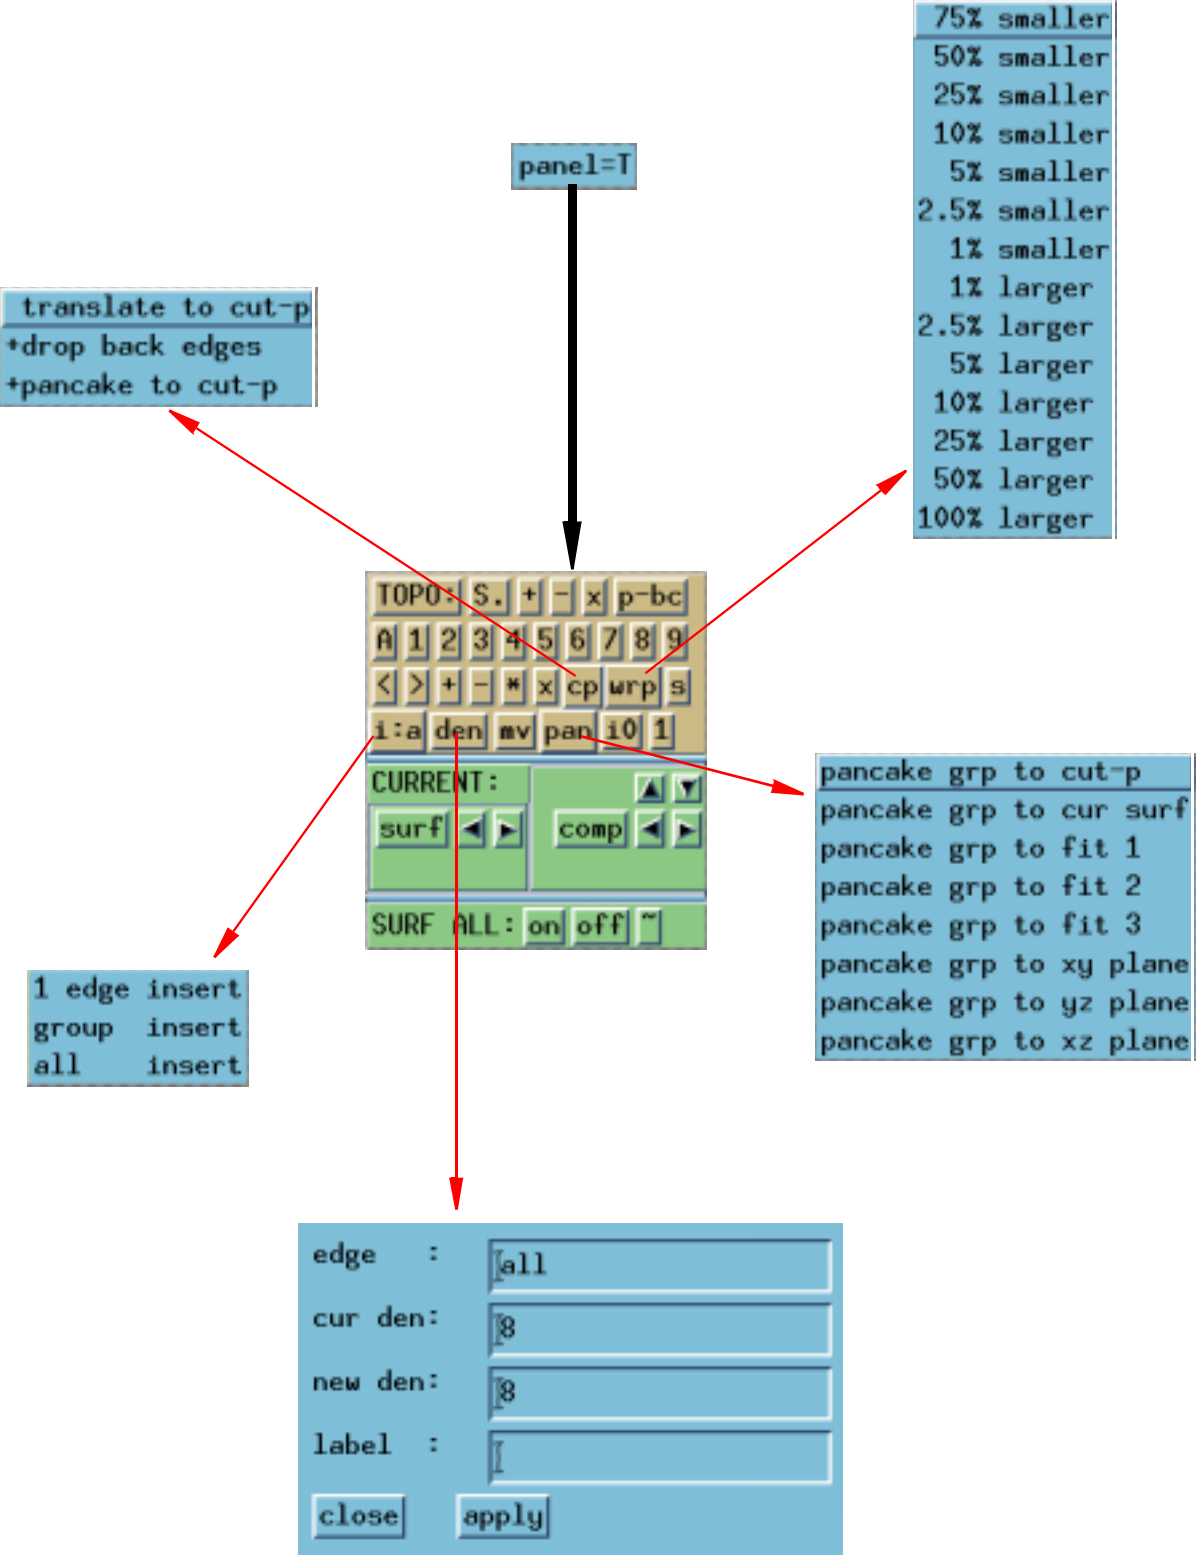 75% smaller
50% smaller
25% smaller
10% smaller
5% smaller
2.5% smaller
1% smaller
1% larger
2.5% larger
5% larger
10% larger
25% larger
50% larger
100% larger
panel=T
translate to cut-p
+drop back edges
+pancake to cut-p
TOPO: S. + - x p-bc
A 1 2 3 4 5 6 7 8 9
< > + - * x cp wrp s
i:a den mv pan i0 1
CURRENT:
surf comp
SURF ALL: on off ~
pancake grp to cut-p
pancake grp to cur surf
pancake grp to fit 1
pancake grp to fit 2
pancake grp to fit 3
pancake grp to xy plane
pancake grp to yz plane
pancake grp to xz plane
1 edge insert
group insert
all insert
edge : all
cur den: 8
new den: 8
label :
close apply